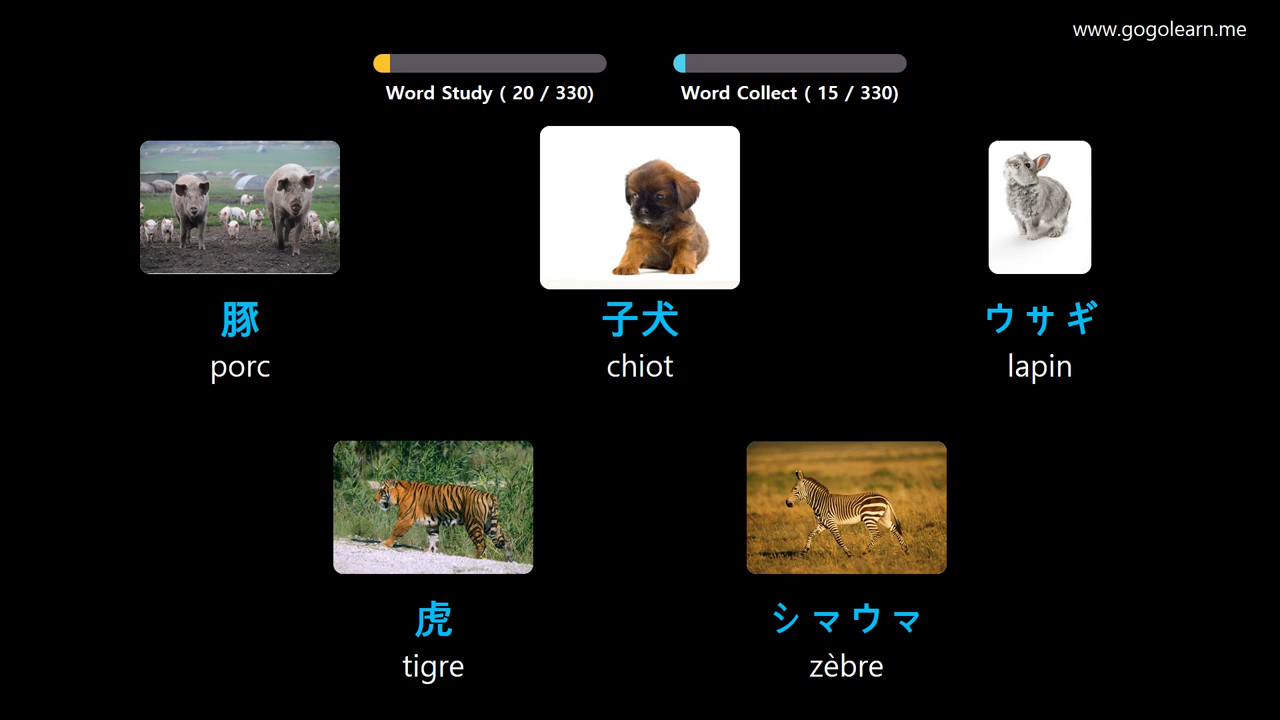 www.gogolearn.me
Word Study ( 20 / 330)
Word Collect ( 15 / 330)
豚
porc
子犬
chiot
ウサギ
lapin
虎
tigre
シマウマ
zèbre